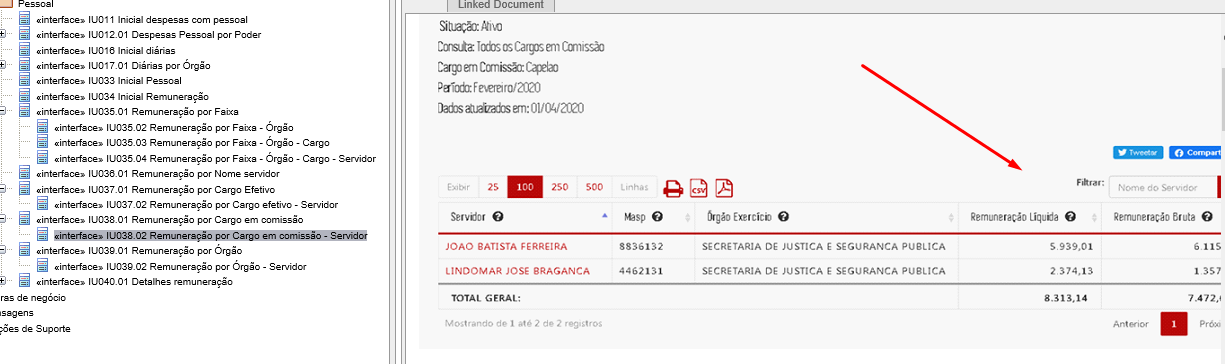 Pessoal
«interface» IU011 Inicial despesas com pessoal
«interface» IU012.01 Despesas Pessoal por Poder
«interface» IU016 Inicial diárias
«interface» IU017.01 Diárias por Órgão
«interface» IU033 Inicial Pessoal
«interface» IU034 Inicial Remuneração
«interface» IU035.01 Remuneração por Faixa
«interface» IU035.02 Remuneração por Faixa - Órgão
«interface» IU035.03 Remuneração por Faixa - Órgão - Cargo
«interface» IU035.04 Remuneração por Faixa - Órgão - Cargo - Servidor
«interface» IU036.01 Remuneração por Nome servidor
«interface» IU037.01 Remuneração por Cargo Efetivo
«interface» IU037.02 Remuneração por Cargo efetivo - Servidor
«interface» IU038.01 Remuneração por Cargo em comissão
«interface» IU038.02 Remuneração por Cargo em comissão - Servidor
«interface» IU039.01 Remuneração por Órgão
«interface» IU039.02 Remuneração por Órgão - Servidor
«interface» IU040.01 Detalhes remuneração
ras de negócio
nsagens
ções de Suporte
Linked Document
Situação: Ativo
Consulta: Todos os Cargos em Comissão
Cargo em Comissão: Capelao
Período: Fevereiro/2020
Dados atualizados em: 01/04/2020
Tweetar Compart
Exibir 25 100 250 500 Linhas CSV Filtrar: Nome do Servidor
Servidor ? Masp ? Órgão Exercício ? Remuneração Líquida ? Remuneração Bruta ?
JOAO BATISTA FERREIRA 8836132 SECRETARIA DE JUSTICA E SEGURANCA PUBLICA 5.939,01 6.115
LINDOMAR JOSE BRAGANCA 4462131 SECRETARIA DE JUSTICA E SEGURANCA PUBLICA 2.374,13 1.357
TOTAL GERAL: 8.313,14 7.472,
Mostrando de 1 até 2 de 2 registros Anterior 1 Próxi